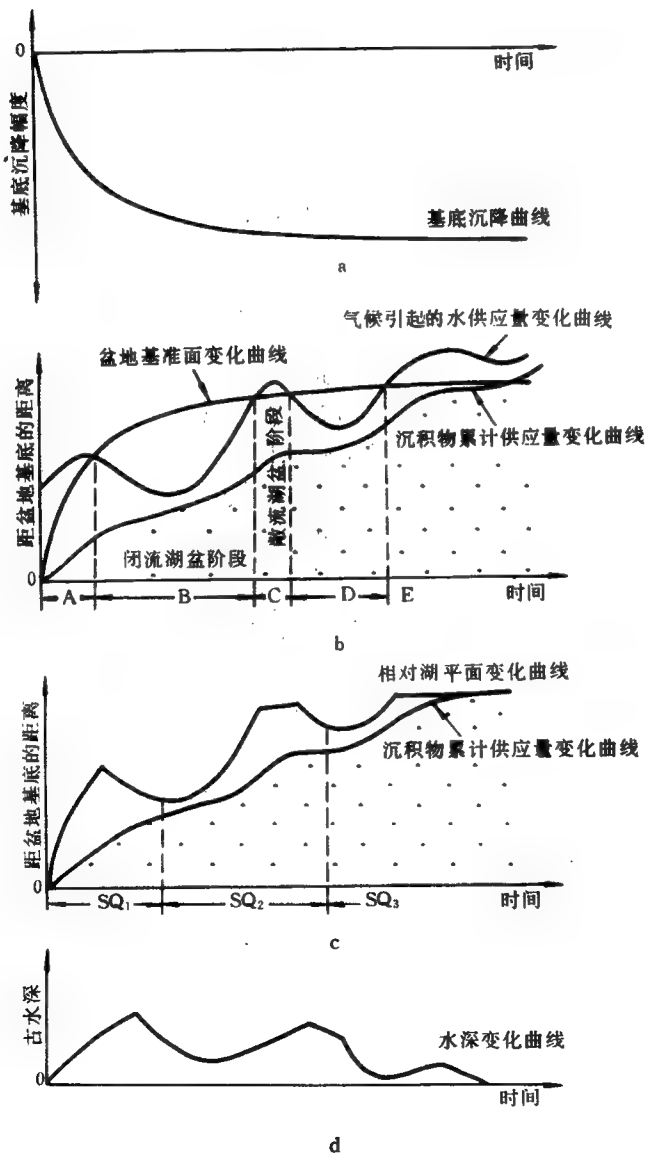 0
时间
基底沉降幅度
基底沉降曲线
a
气候引起的水供应量变化曲线
盆地基准面变化曲线
沉积物累计供应量变化曲线
距盆地基底的距离
敞流湖盆阶段
闭流湖盆阶段
0
A
B
C
D
E
时间
b
相对湖平面变化曲线
沉积物累计供应量变化曲线
距盆地基底的距离
0
SQ₁
SQ₂
SQ₃
时间
c
古水深
水深变化曲线
0
时间
d